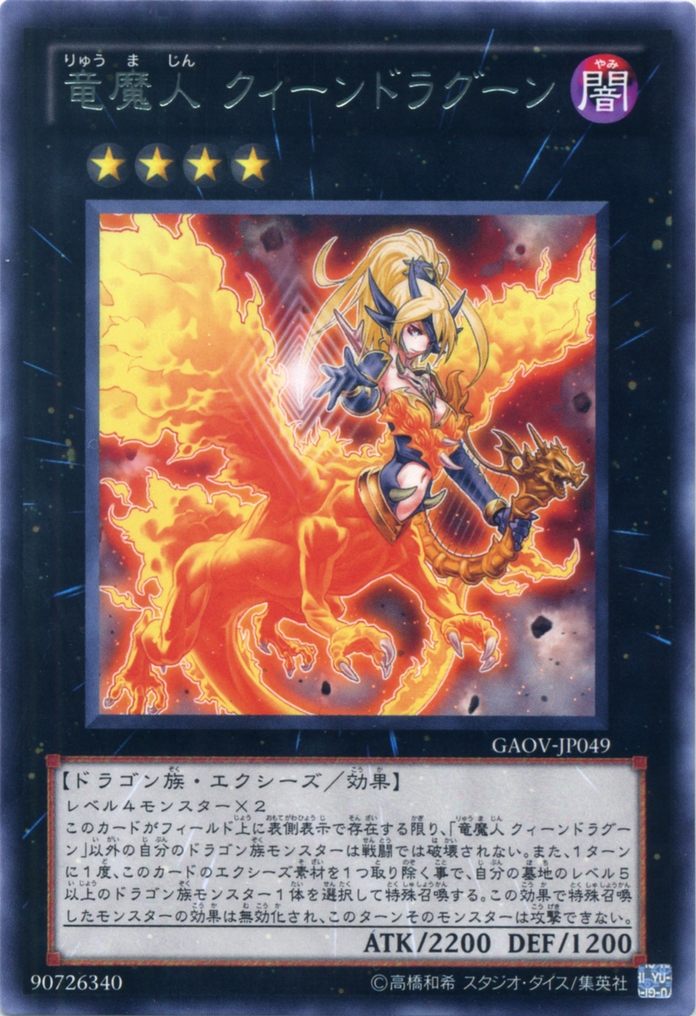 りゅう ま じん
竜魔人 クィーンドラグーン
やみ
闇
GAOV-JP049
【ドラゴン族・エクシーズ/効果】
レベル4モンスター×2
このカードがフィールド上に表側表示で存在する限り、「竜魔人 クィーンドラグー
ン」以外の自分のドラゴン族モンスターは戦闘では破壊されない。また、1ターン
に1度、このカードのエクシーズ素材を1つ取り除く事で、自分の墓地のレベル5
以上のドラゴン族モンスター1体を選択して特殊召喚する。この効果で特殊召喚
したモンスターの効果は無効化され、このターンそのモンスターは攻撃できない。
ATK/2200 DEF/1200
90726340
©高橋和希 スタジオ・ダイス/集英社